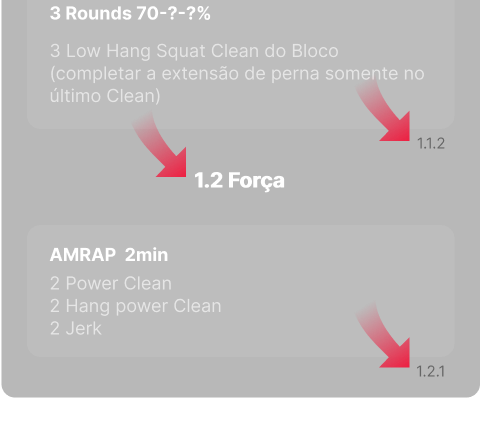 3 Rounds 70-?-?%
3 Low Hang Squat Clean do Bloco
(completar a extensão de perna somente no
último Clean)
1.1.2
1.2 Força
AMRAP 2min
2 Power Clean
2 Hang power Clean
2 Jerk
1.2.1